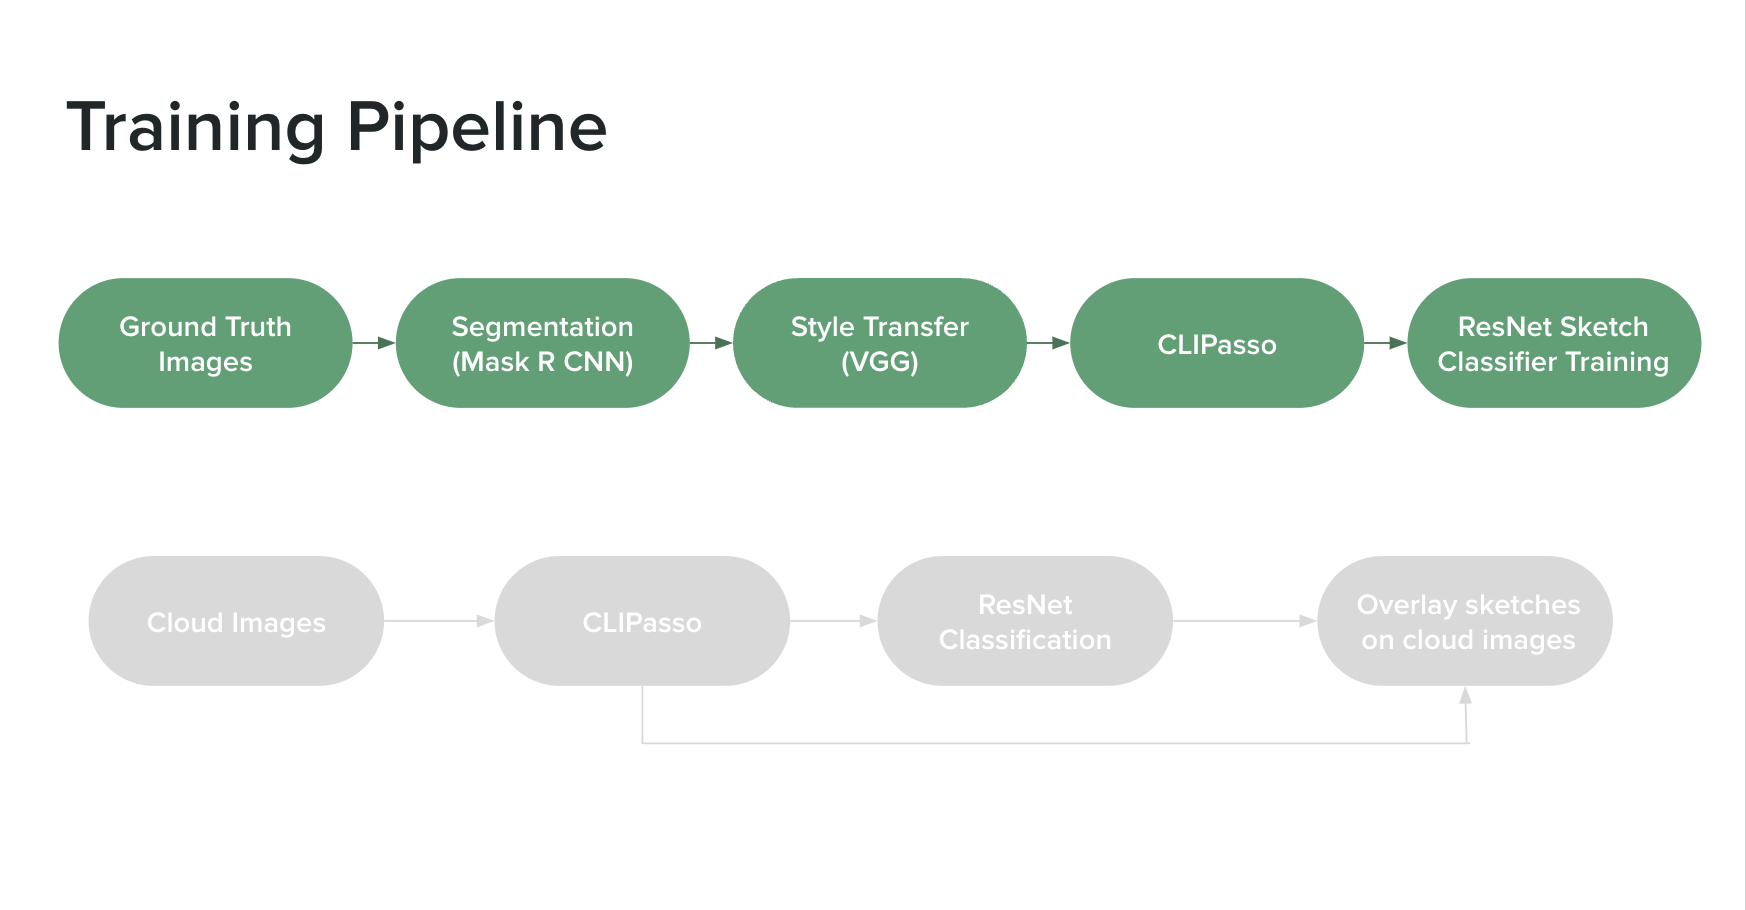 Training Pipeline
Ground Truth
Images
Segmentation
(Mask R CNN)
Style Transfer
(VGG)
CLIPasso
ResNet Sketch
Classifier Training
Cloud Images
CLIPasso
ResNet
Classification
Overlay sketches
on cloud images